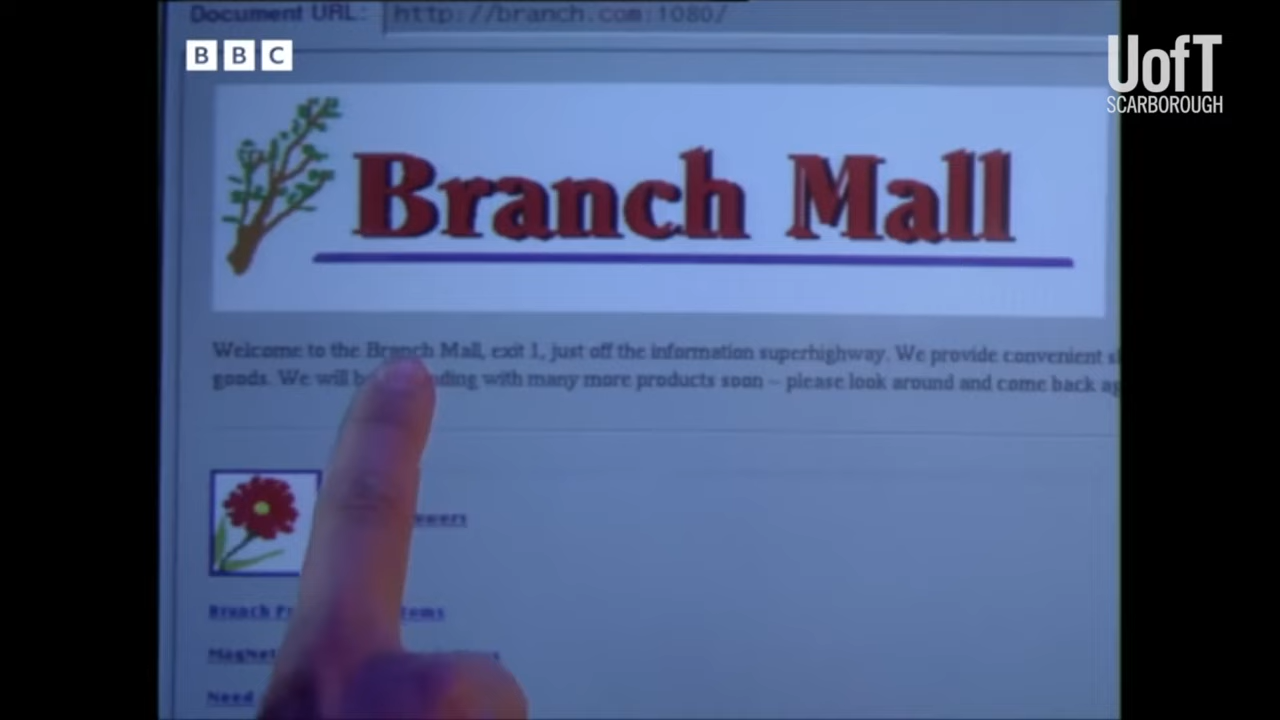 Document URL: http://branch.com:1080/
BBC
UofT
SCARBOROUGH
Branch Mall
Welcome to the Branch Mall, exit 1, just off the information superhighway. We provide convenient
goods. We will with many more products soon -- please look around and come back
Branch
Need